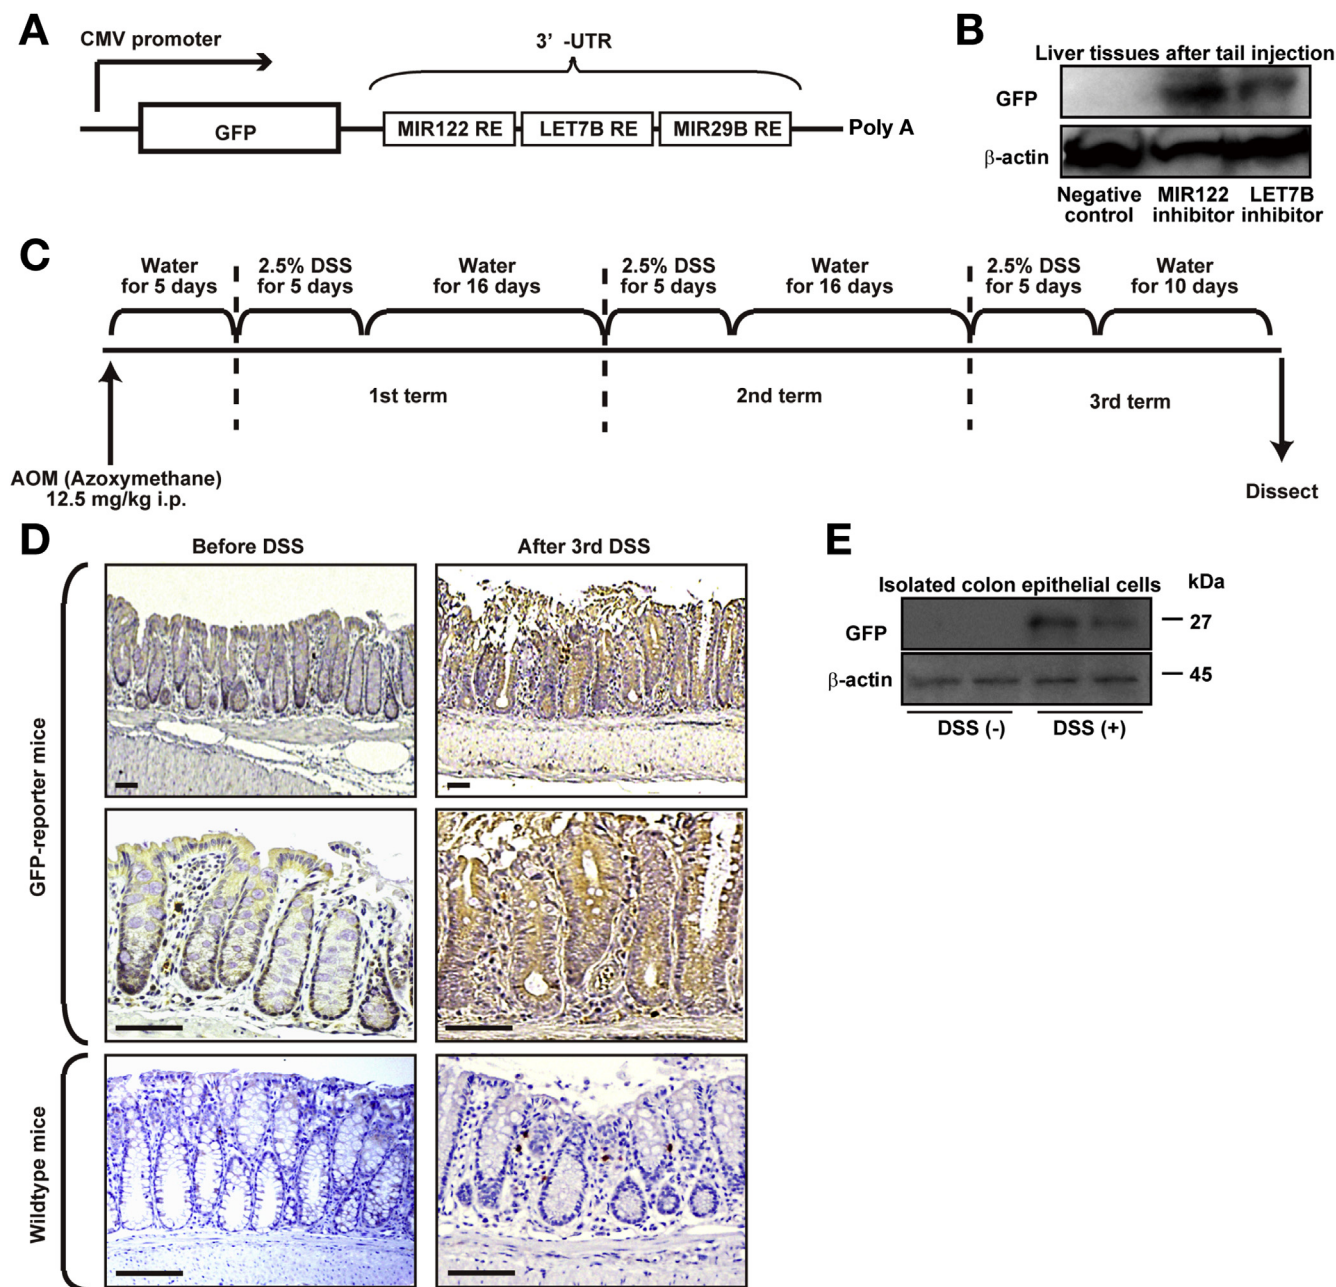 A
CMV promoter
3' -UTR
GFP
MIR122 RE
LET7B RE
MIR29B RE
Poly A
B
Liver tissues after tail injection
GFP
β-actin
Negative
control
MIR122
inhibitor
LET7B
inhibitor
C
Water
for 5 days
2.5% DSS
for 5 days
Water
for 16 days
2.5% DSS
for 5 days
Water
for 16 days
2.5% DSS
for 5 days
Water
for 10 days
1st term
2nd term
3rd term
AOM (Azoxymethane)
12.5 mg/kg i.p.
Dissect
D
Before DSS
After 3rd DSS
GFP-reporter mice
Wildtype mice
E
Isolated colon epithelial cells
kDa
GFP
27
β-actin
45
DSS (-)
DSS (+)